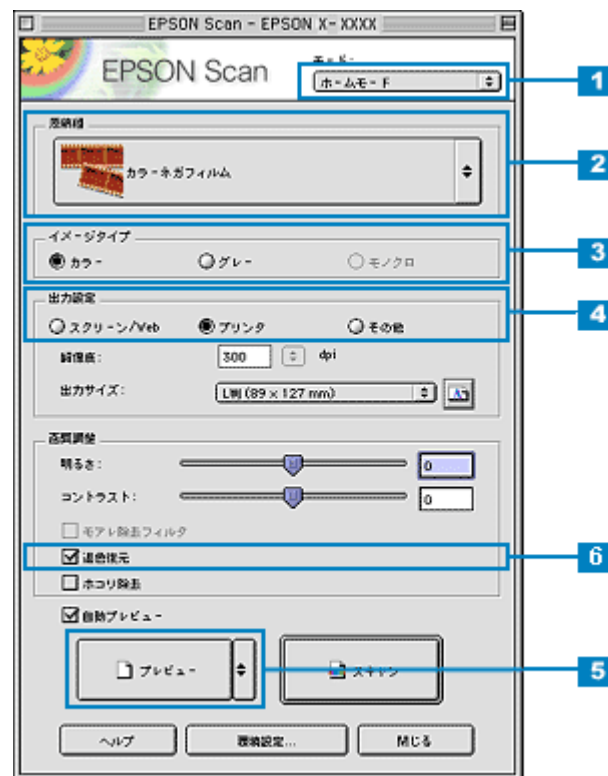 EPSON Scan - EPSON X-XXXX
EPSON Scan
モード:
ホームモード
1
原稿種
カラーネガフィルム
2
イメージタイプ
カラー
グレー
モノクロ
3
出力設定
スクリーン/Web
プリンタ
その他
4
解像度:
300
dpi
出力サイズ:
L判 (89 x 127 mm)
画質調整
明るさ:
0
コントラスト:
0
モアレ除去フィルタ
退色復元
6
ホコリ除去
自動プレビュー
プレビュー
スキャン
5
ヘルプ
環境設定...
閉じる